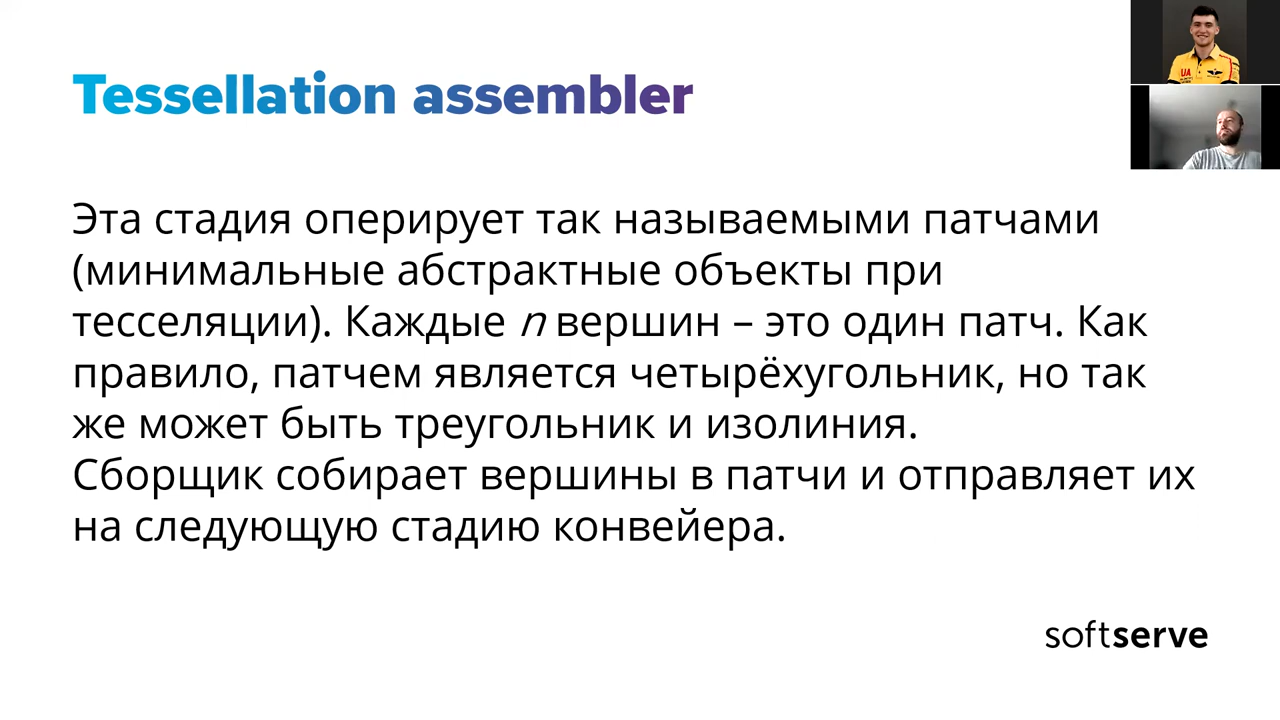 Tessellation assembler
Эта стадия оперирует так называемыми патчами
(минимальные абстрактные объекты при
тесселяции). Каждые n вершин – это один патч. Как
правило, патчем является четырёхугольник, но так
же может быть треугольник и изолиния.
Сборщик собирает вершины в патчи и отправляет их
на следующую стадию конвейера.
softserve
UA